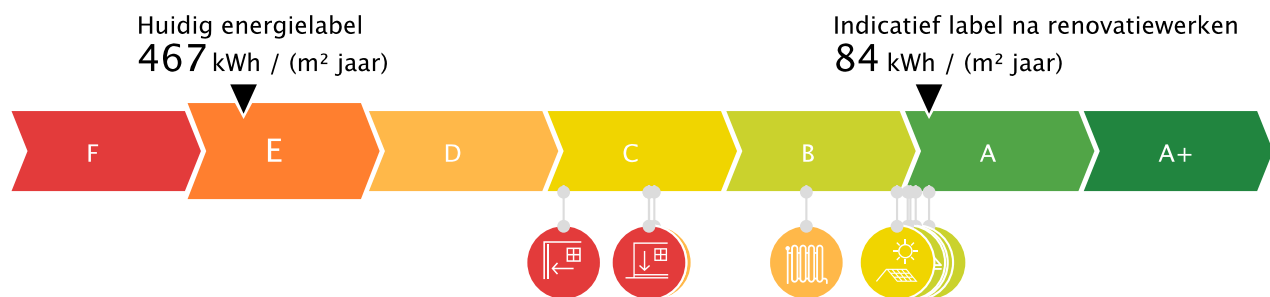 Huidig energielabel
467 kWh / (m² jaar)
Indicatief label na renovatiewerken
84 kWh / (m² jaar)
F E D C B A A+